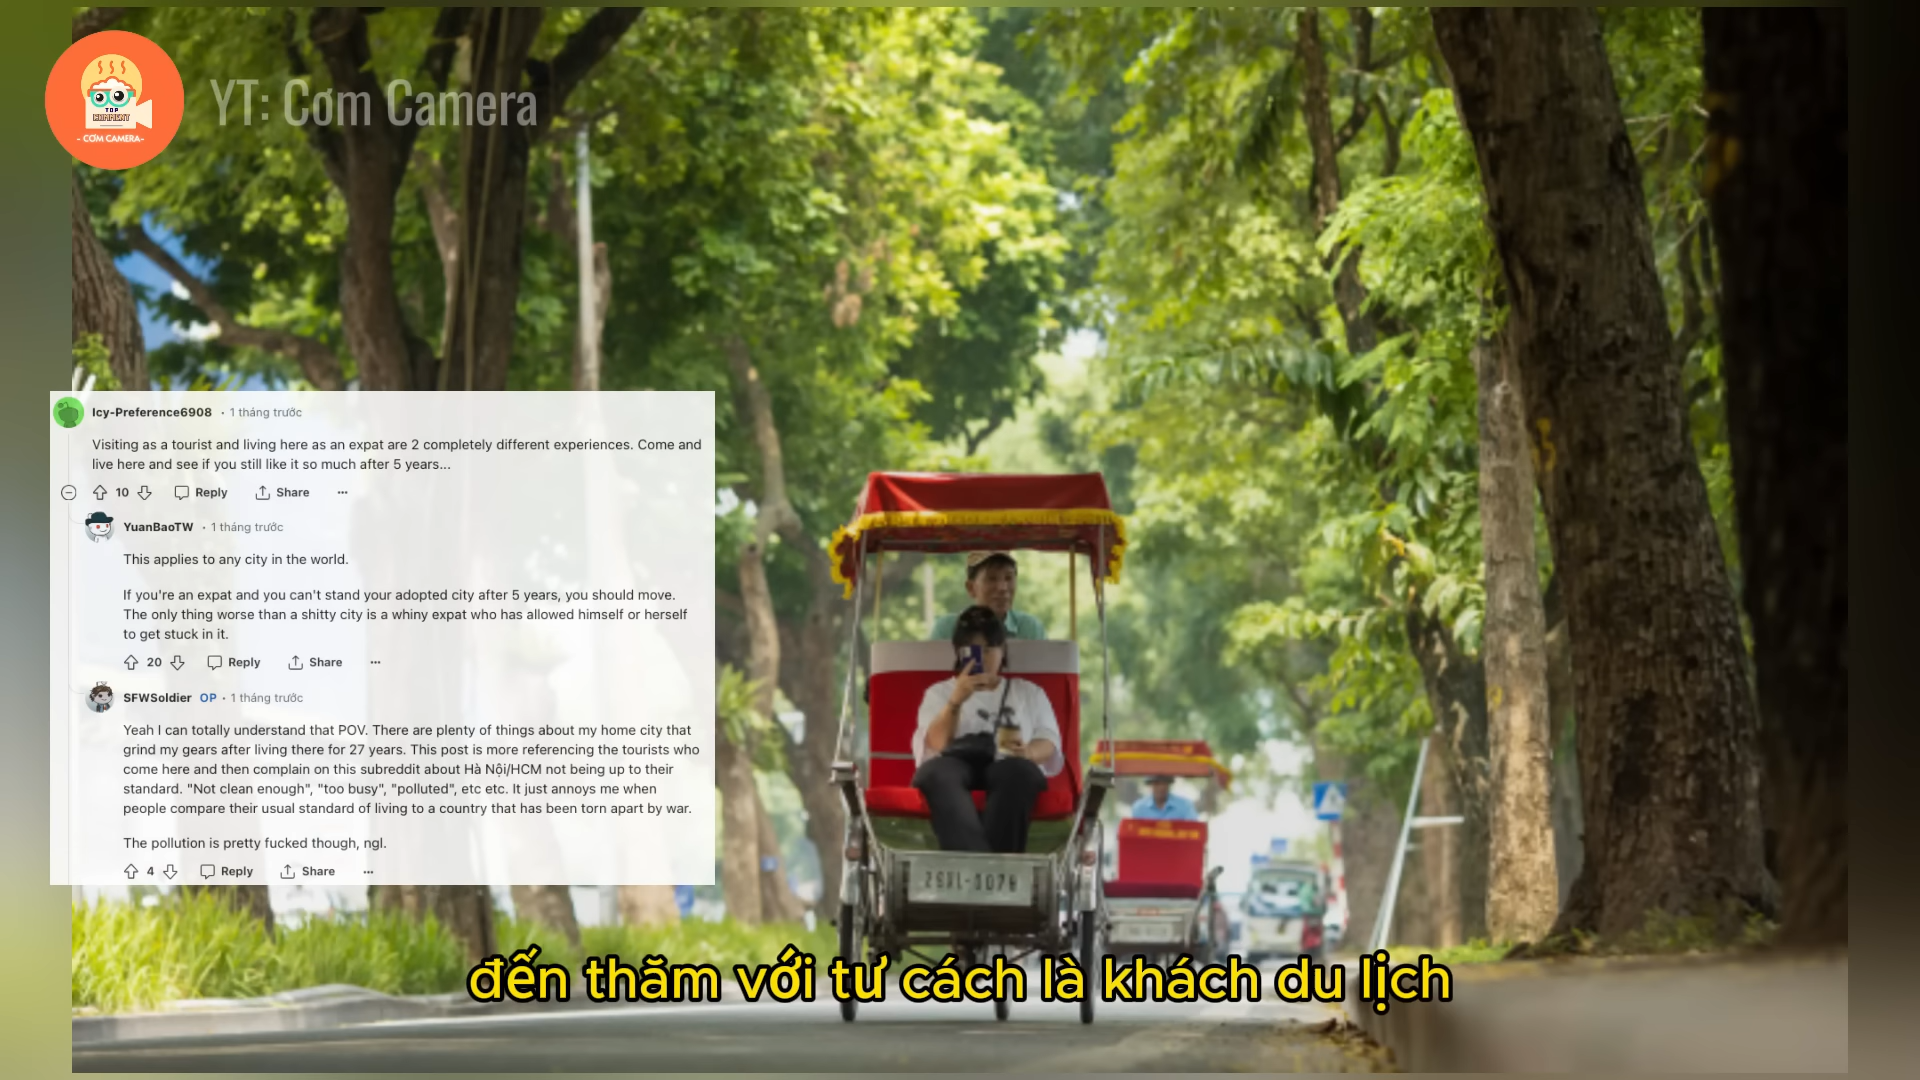 TOP
COMMENT
- CƠM CAMERA-
YT: Cơm Camera
Icy-Preference6908 · 1 tháng trước
Visiting as a tourist and living here as an expat are 2 completely different experiences. Come and
live here and see if you still like it so much after 5 years...
10 Reply Share ...
YuanBaoTW · 1 tháng trước
This applies to any city in the world.
If you're an expat and you can't stand your adopted city after 5 years, you should move.
The only thing worse than a shitty city is a whiny expat who has allowed himself or herself
to get stuck in it.
20 Reply Share ...
SFWSoldier OP · 1 tháng trước
Yeah I can totally understand that POV. There are plenty of things about my home city that
grind my gears after living there for 27 years. This post is more referencing the tourists who
come here and then complain on this subreddit about Hà Nội/HCM not being up to their
standard. "Not clean enough", "too busy", "polluted", etc etc. It just annoys me when
people compare their usual standard of living to a country that has been torn apart by war.
The pollution is pretty fucked though, ngl.
4 Reply Share ...
đến thăm với tư cách là khách du lịch